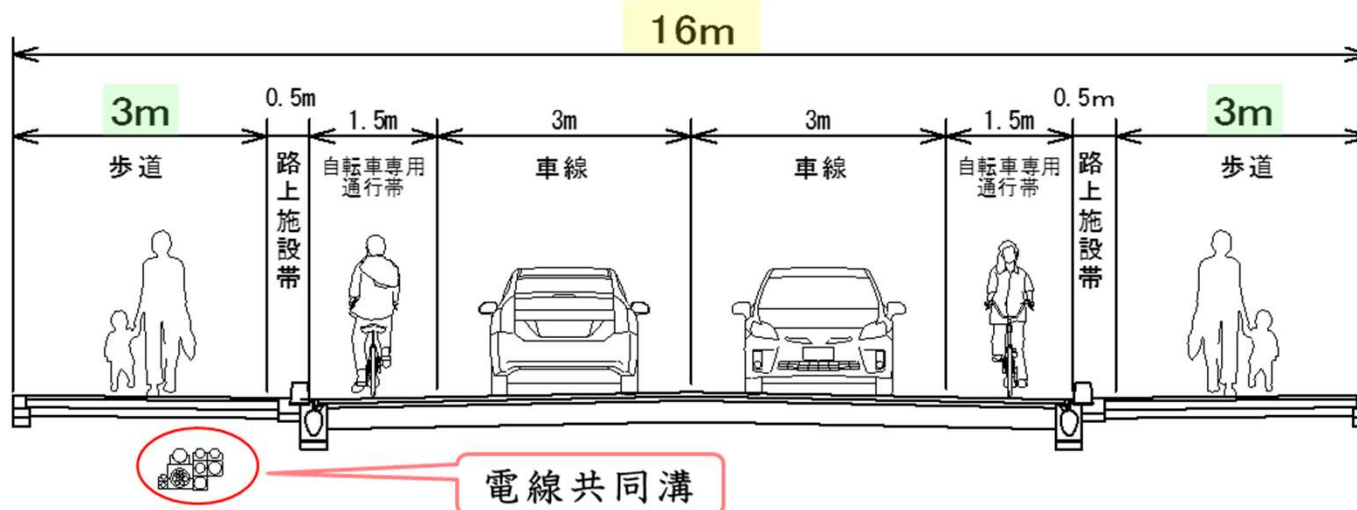 16m
3m
0.5m
1.5m
3m
3m
1.5m
0.5m
3m
歩道
路上施設帯
自転車専用
通行帯
車線
車線
自転車専用
通行帯
路上施設帯
歩道
電線共同溝